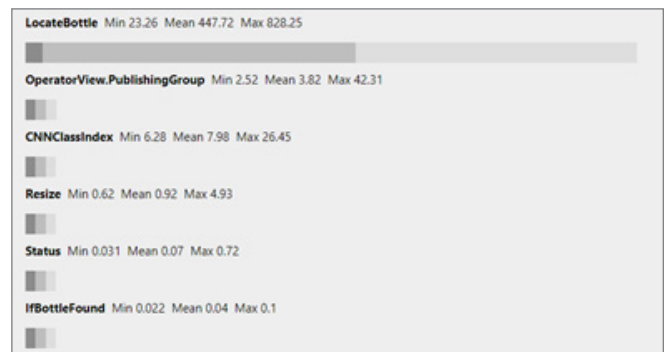 LocateBottle Min 23.26 Mean 447.72 Max 828.25
OperatorView.PublishingGroup Min 2.52 Mean 3.82 Max 42.31
CNNClassIndex Min 6.28 Mean 7.98 Max 26.45
Resize Min 0.62 Mean 0.92 Max 4.93
Status Min 0.031 Mean 0.07 Max 0.72
IfBottleFound Min 0.022 Mean 0.04 Max 0.1